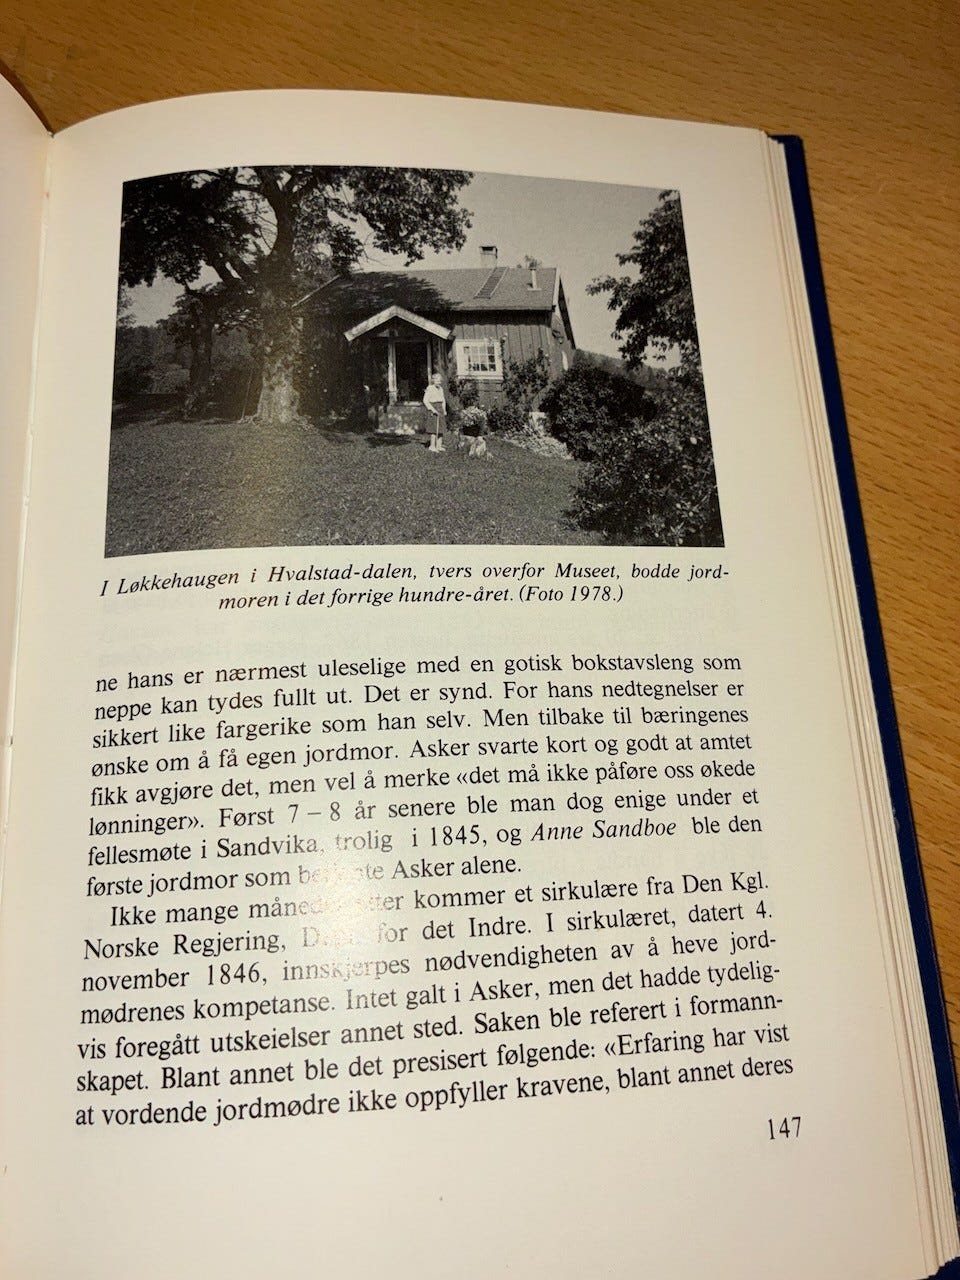 I Løkkehaugen i Hvalstad-dalen, tvers overfor Museet, bodde jord-
moren i det forrige hundre-året. (Foto 1978.)
ne hans er nærmest uleselige med en gotisk bokstavsleng som
neppe kan tydes fullt ut. Det er synd. For hans nedtegnelser er
sikkert like fargerike som han selv. Men tilbake til bæringenes
ønske om å få egen jordmor. Asker svarte kort og godt at amtet
fikk avgjøre det, men vel å merke «det må ikke påføre oss økede
lønninger». Først 7 – 8 år senere ble man dog enige under et
fellesmøte i Sandvika, trolig i 1845, og Anne Sandboe ble den
første jordmor som Asker alene.
Ikke mange kommer et sirkulære fra Den Kgl.
Norske Regjering, for det Indre. I sirkulæret, datert 4.
november 1846, innskjerpes nødvendigheten av å heve jord-
mødrenes kompetanse. Intet galt i Asker, men det hadde tydelig-
vis foregått utskeielser annet sted. Saken ble referert i formann-
skapet. Blant annet ble det presisert følgende: «Erfaring har vist
at vordende jordmødre ikke oppfyller kravene, blant annet deres
147